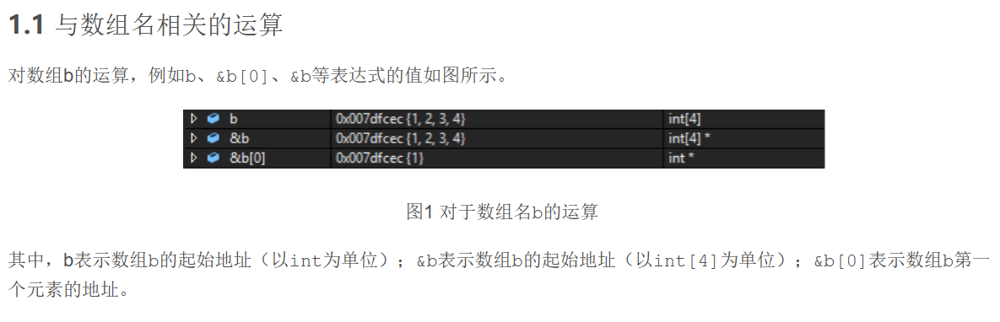 1.1 与数组名相关的运算
对数组b的运算，例如b、&b[0]、&b等表达式的值如图所示。
b 0x007dfcec {1, 2, 3, 4} int[4]
&b 0x007dfcec {1, 2, 3, 4} int[4] *
&b[0] 0x007dfcec {1} int *
图1 对于数组名b的运算
其中，b表示数组b的起始地址（以int为单位）；&b表示数组b的起始地址（以int[4]为单位）；&b[0]表示数组b第一
个元素的地址。